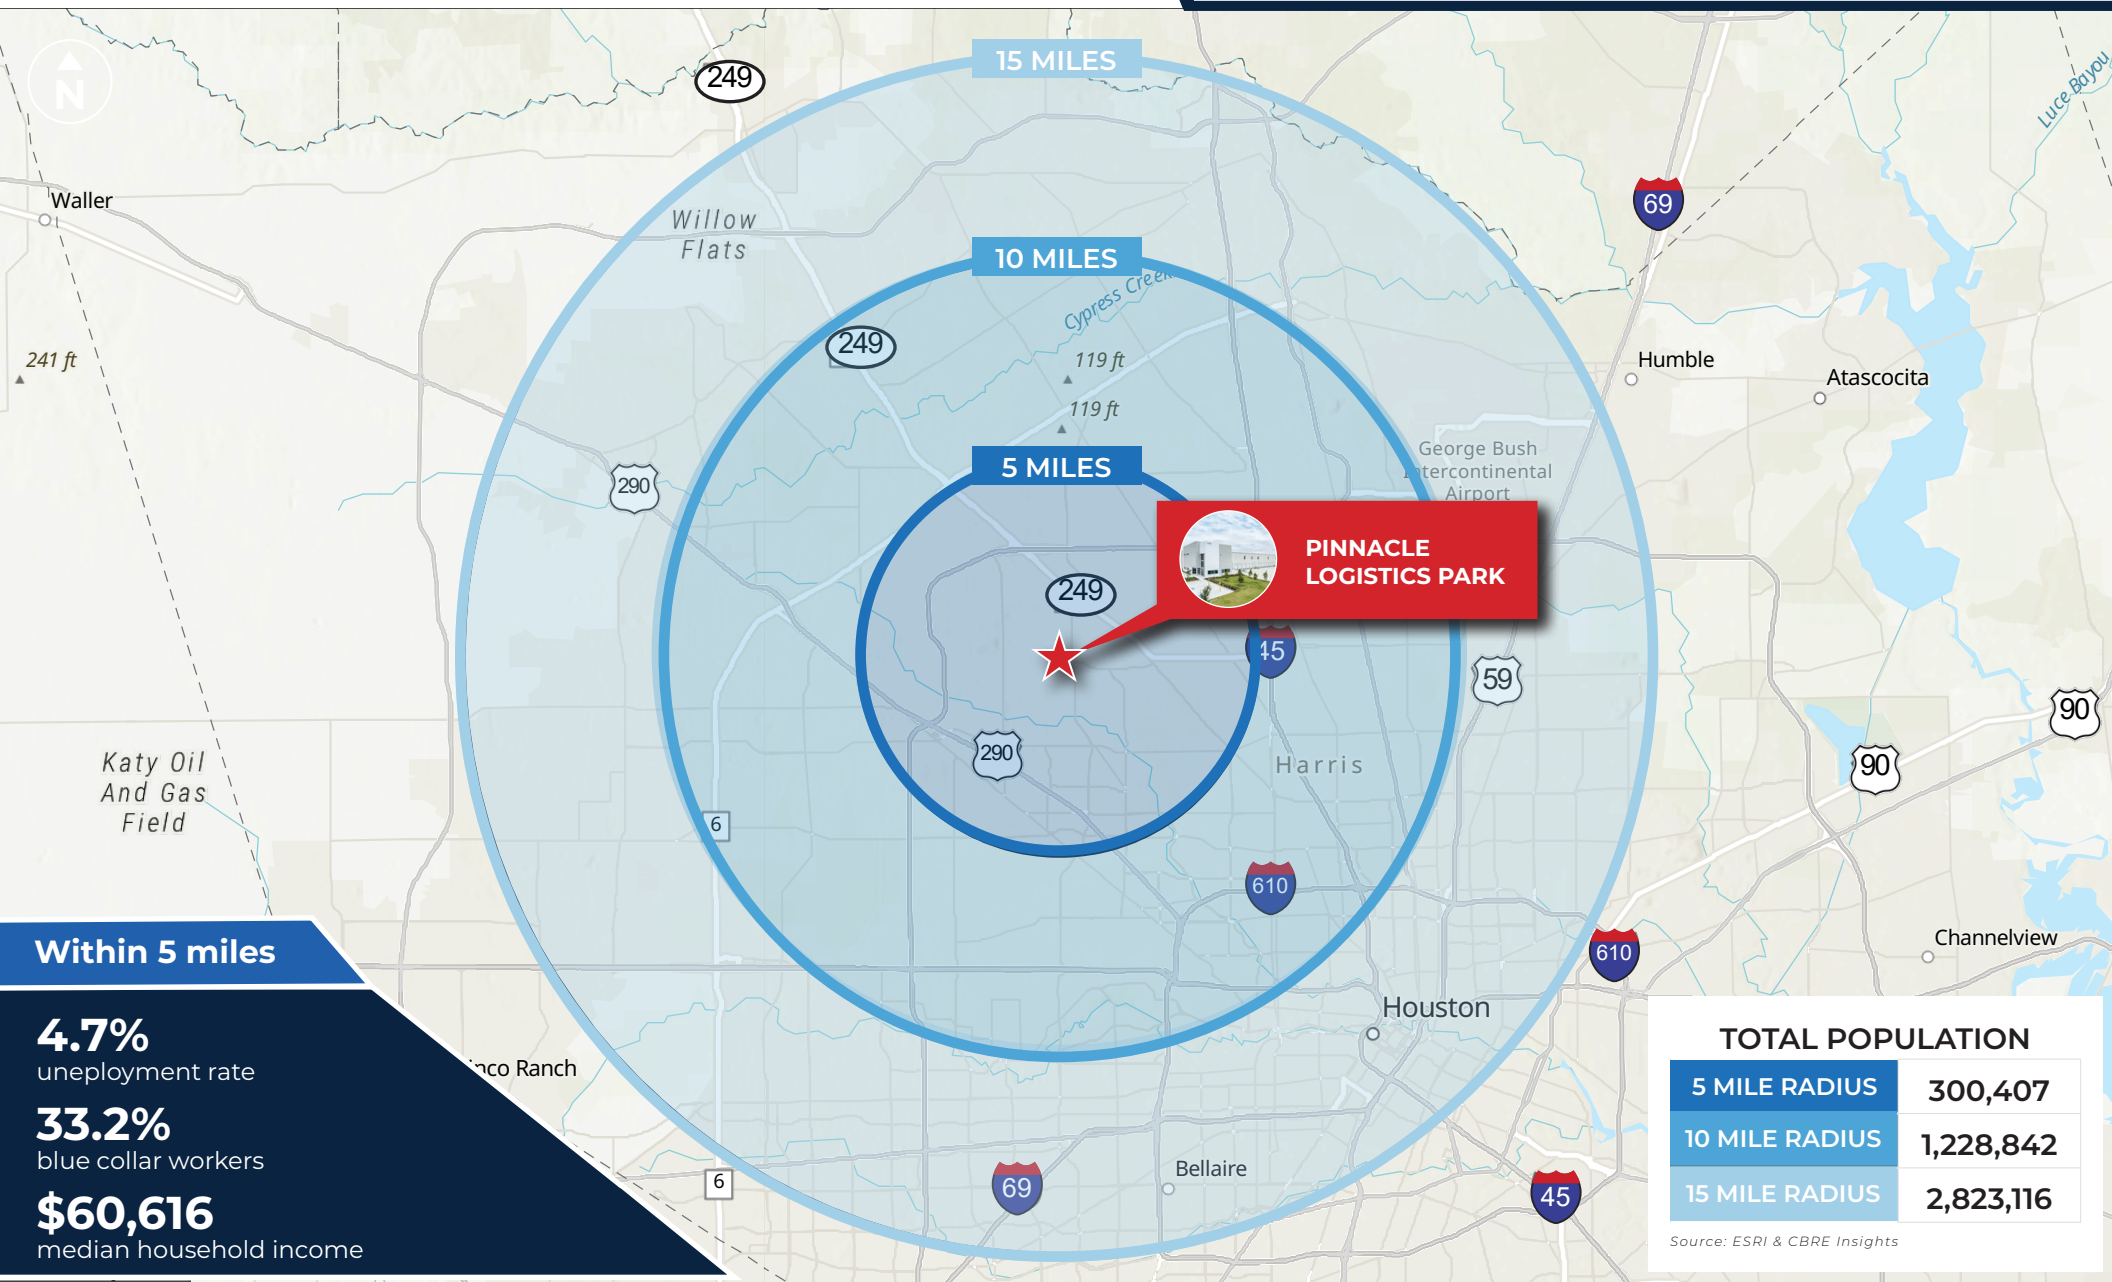 15 MILES
249
N
Luce Bayou
Waller
69
Willow
Flats
10 MILES
Cypress Creek
249
241 ft
119 ft
Humble
Atascocita
119 ft
George Bush
Intercontinental
Airport
5 MILES
290
PINNACLE
LOGISTICS PARK
249
45
59
90
290
Harris
90
Katy Oil
And Gas
Field
6
610
Channelview
610
Within 5 miles
Houston
4.7%
uneployment rate
inco Ranch
33.2%
blue collar workers
$60,616
median household income
6
69
Bellaire
45
TOTAL POPULATION
5 MILE RADIUS 300,407
10 MILE RADIUS 1,228,842
15 MILE RADIUS 2,823,116
Source: ESRI & CBRE Insights